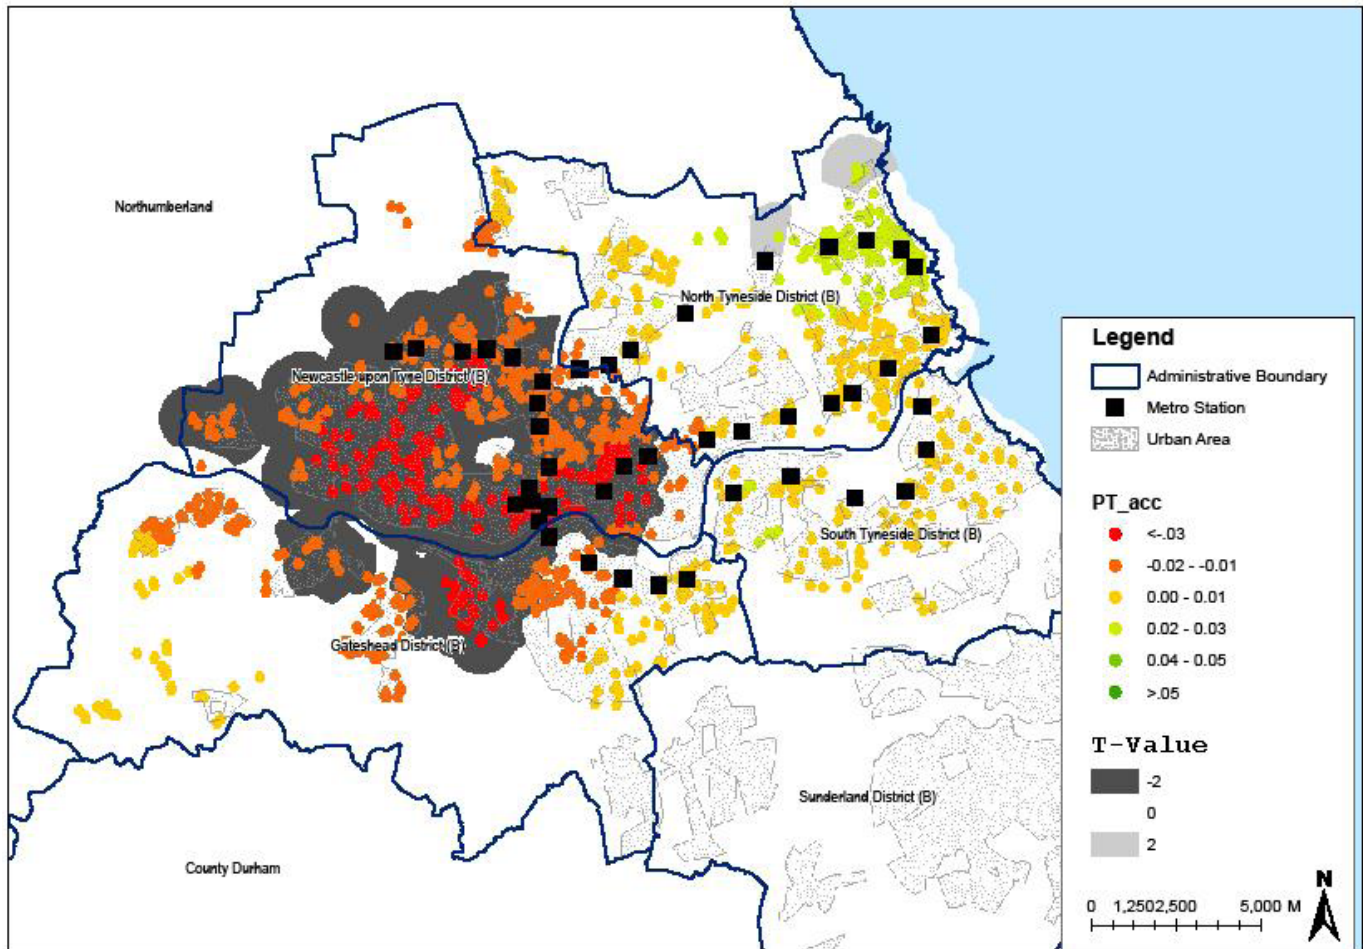 Northumberland
North Tyneside District (B)
Newcastle upon Tyne District (B)
South Tyneside District (B)
Gateshead District (B)
Sunderland District (B)
County Durham
Legend
Administrative Boundary
Metro Station
Urban Area
PT_acc
<-.03
-0.02 - -0.01
0.00 - 0.01
0.02 - 0.03
0.04 - 0.05
>.05
T-Value
-2
0
2
N
0 1,2502,500 5,000 M